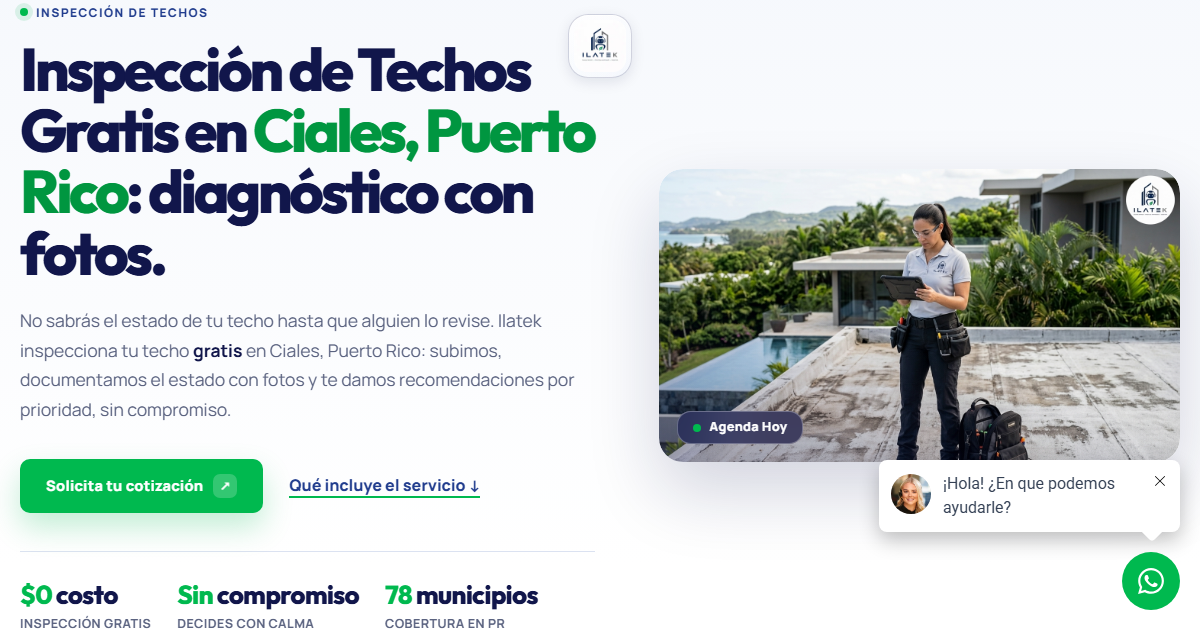 INSPECCIÓN DE TECHOS
ILATEK
Inspección de Techos
Gratis en Ciales, Puerto
Rico: diagnóstico con
fotos.
No sabrás el estado de tu techo hasta que alguien lo revise. Ilatek
inspecciona tu techo gratis en Ciales, Puerto Rico: subimos,
documentamos el estado con fotos y te damos recomendaciones por
prioridad, sin compromiso.
Solicita tu cotización ↗
Qué incluye el servicio ↓
$0 costo
INSPECCIÓN GRATIS
Sin compromiso
DECIDES CON CALMA
78 municipios
COBERTURA EN PR
ILATEK
Agenda Hoy
¡Hola! ¿En que podemos
ayudarle?